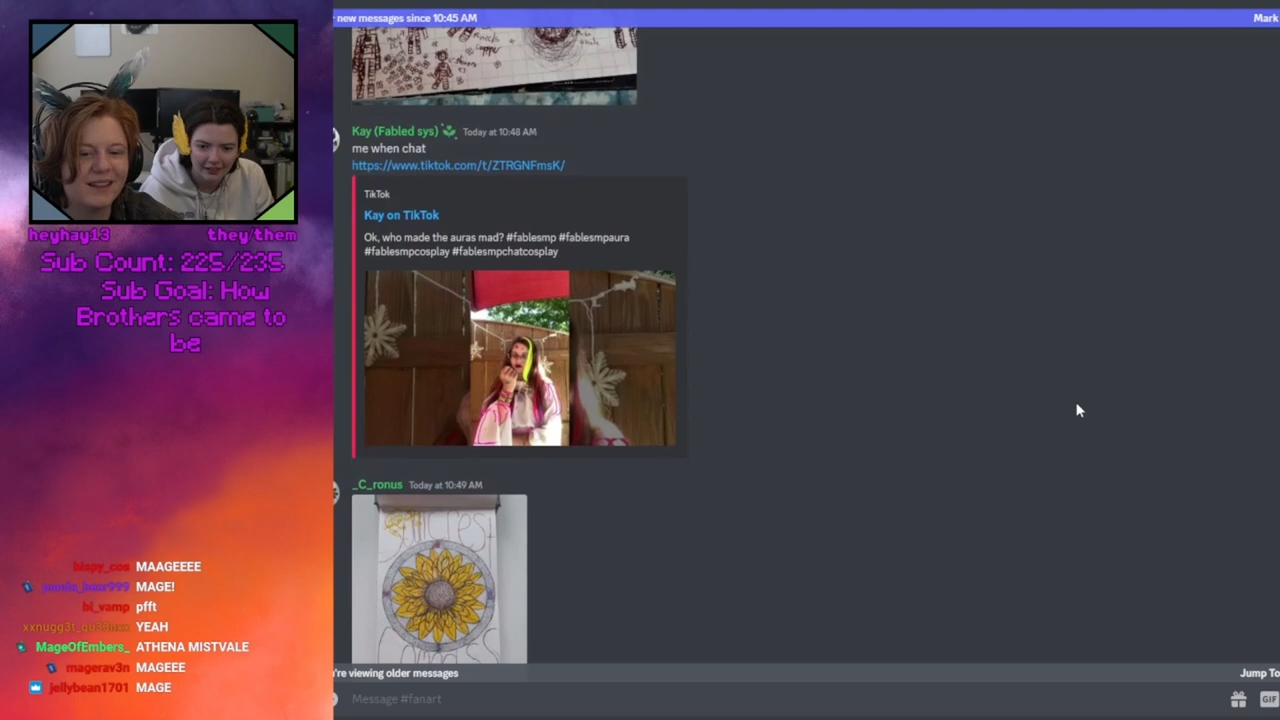 new messages since 10:45 AM
Mark
Kay (Fabled sys)
Today at 10:48 AM
me when chat
https://www.tiktok.com/t/ZTRGNFmsK/
TikTok
Kay on TikTok
Ok, who made the auras mad? #fablesmp #fablesmpaura
#fablesmpcosplay #fablesmpchatcosplay
heyhay13
they/them
Sub Count: 225/235
Sub Goal: How
Brothers came to
be
_C_ronus Today at 10:49 AM
MAAGEEEE
MAGE!
bi_vamp pfft
YEAH
MageOfEmbers_ ATHENA MISTVALE
magerav3n MAGEEE
jellybean1701 MAGE
're viewing older messages
Jump To
Message #fanart
GIF